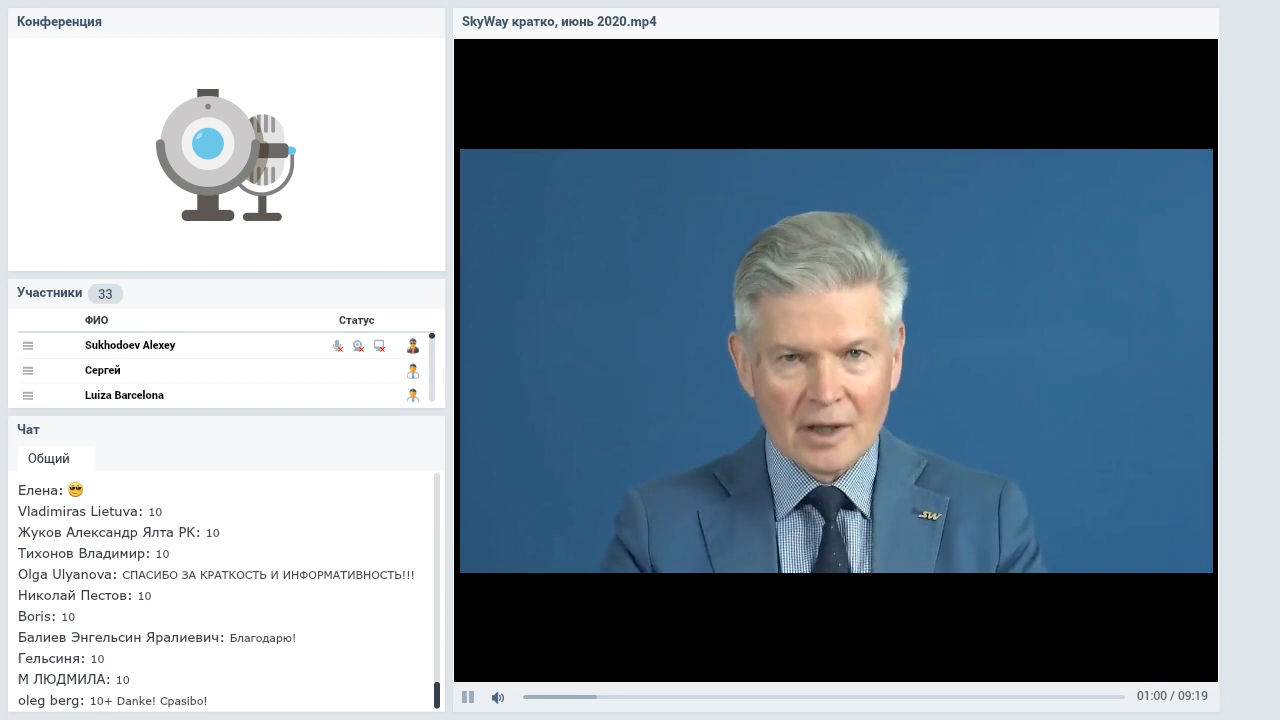 Конференция
SkyWay кратко, июнь 2020.mp4
SW
Участники 33
ФИО Статус
Sukhodoev Alexey
Сергей
Luiza Barcelona
Чат
Общий
Елена:
Vladimiras Lietuva: 10
Жуков Александр Ялта РК: 10
Тихонов Владимир: 10
Olga Ulyanova: СПАСИБО ЗА КРАТКОСТЬ И ИНФОРМАТИВНОСТЬ!!!
Николай Пестов: 10
Boris: 10
Балиев Энгельсин Яралиевич: Благодарю!
Гельсиня: 10
М ЛЮДМИЛА: 10
oleg berg: 10+ Danke! Cpasibo!
01:00 / 09:19